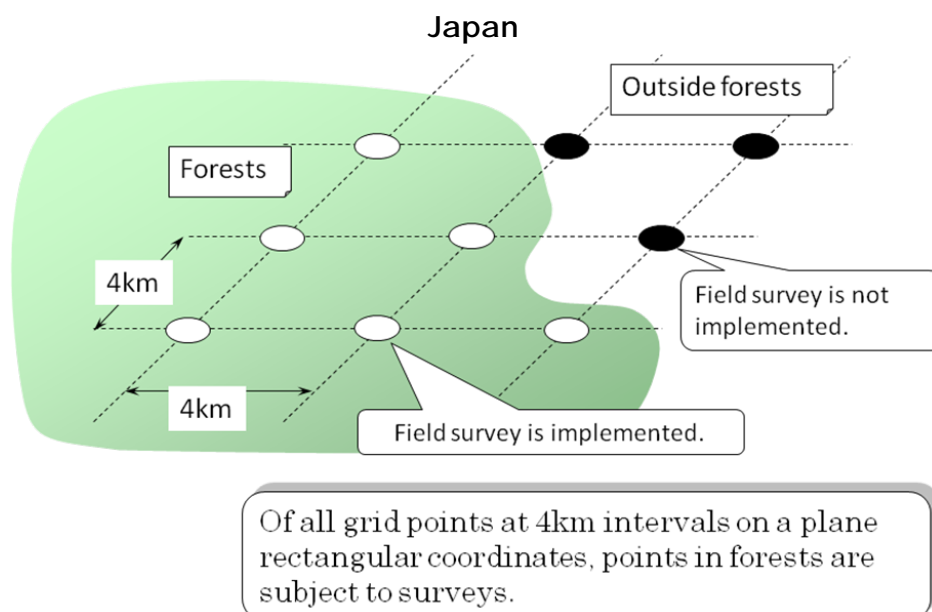 Japan
Outside forests
Forests
4km
Field survey is not
implemented.
4km
Field survey is implemented.
Of all grid points at 4km intervals on a plane
rectangular coordinates, points in forests are
subject to surveys.